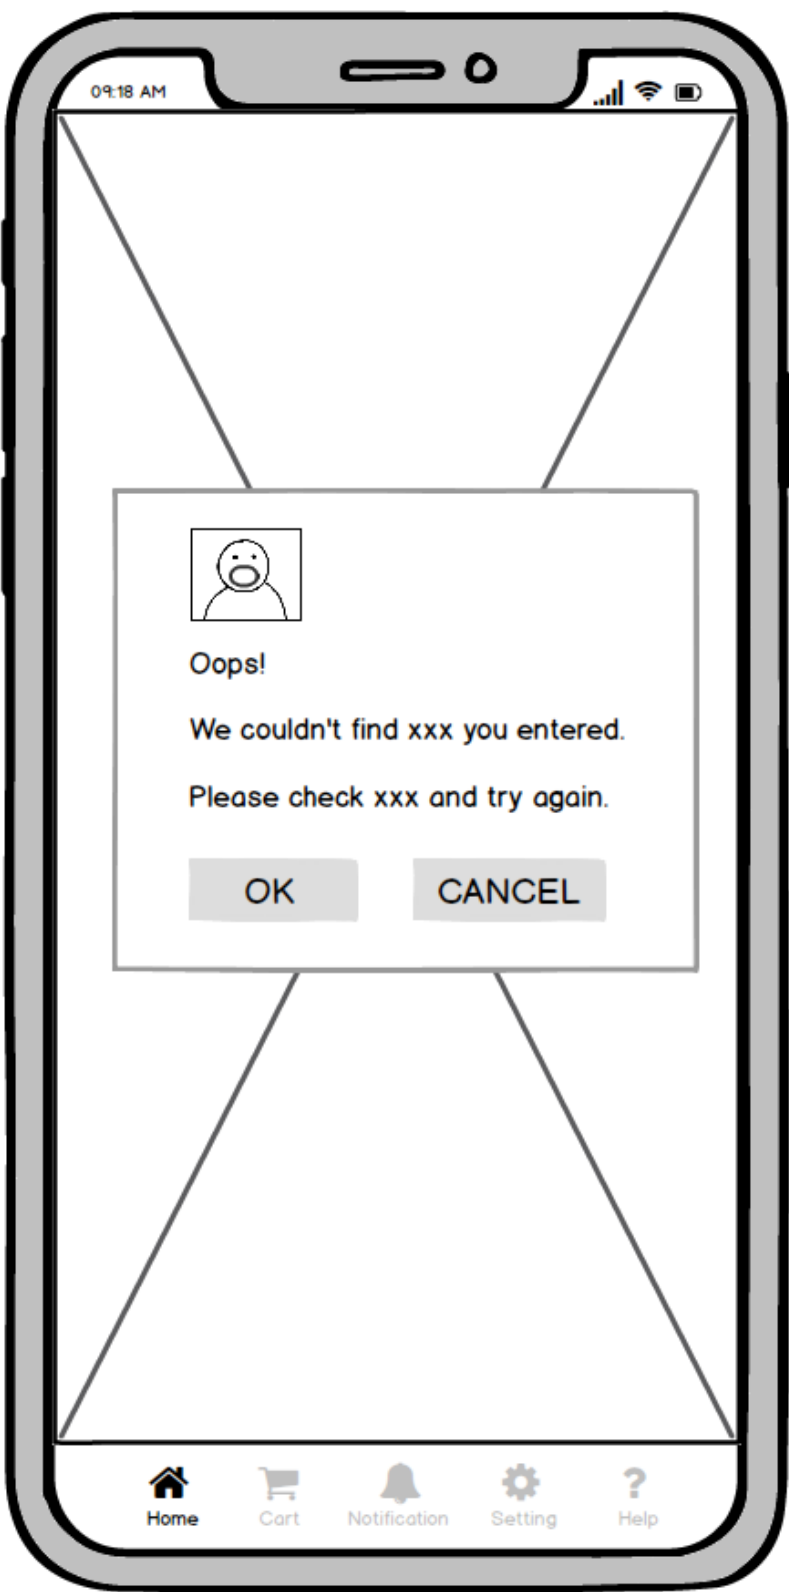 09:18 AM
Oops!
We couldn't find xxx you entered.
Please check xxx and try again.
OK CANCEL
Home Cart Notification Setting Help